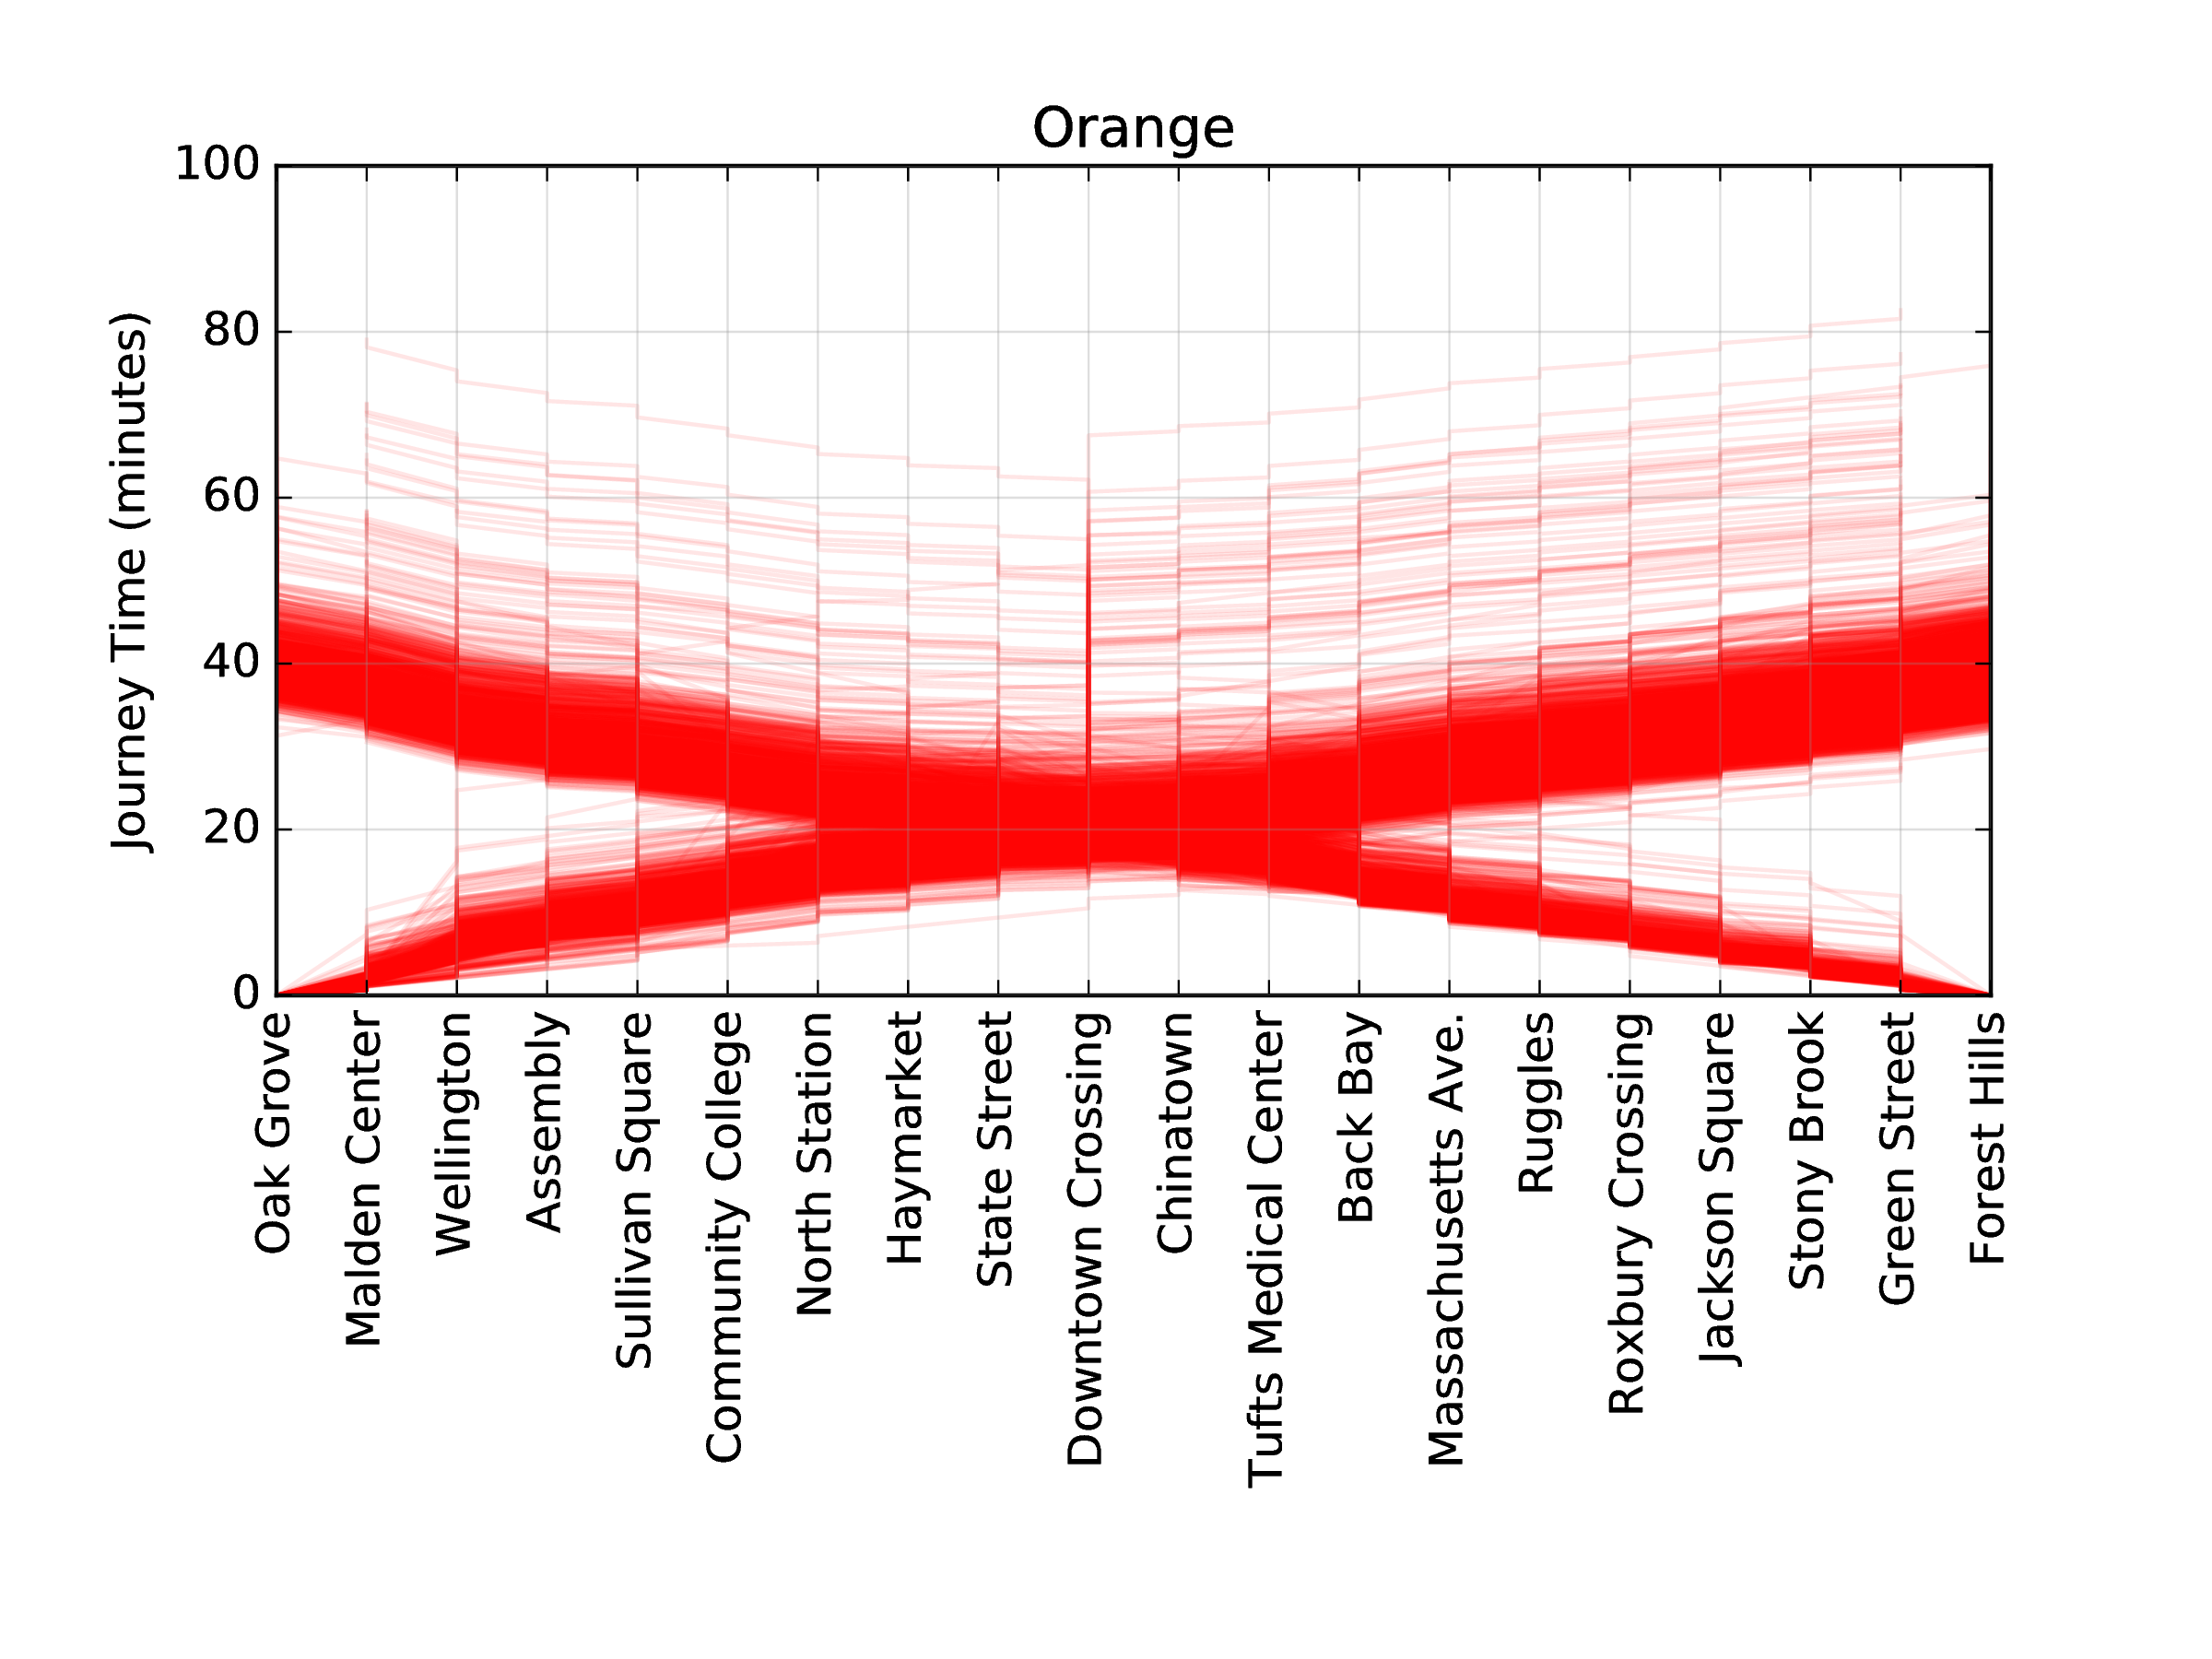 Orange
Journey Time (minutes)
100
80
60
40
20
0
Oak Grove
Malden Center
Wellington
Assembly
Sullivan Square
Community College
North Station
Haymarket
State Street
Downtown Crossing
Chinatown
Tufts Medical Center
Back Bay
Massachusetts Ave.
Ruggles
Roxbury Crossing
Jackson Square
Stony Brook
Green Street
Forest Hills